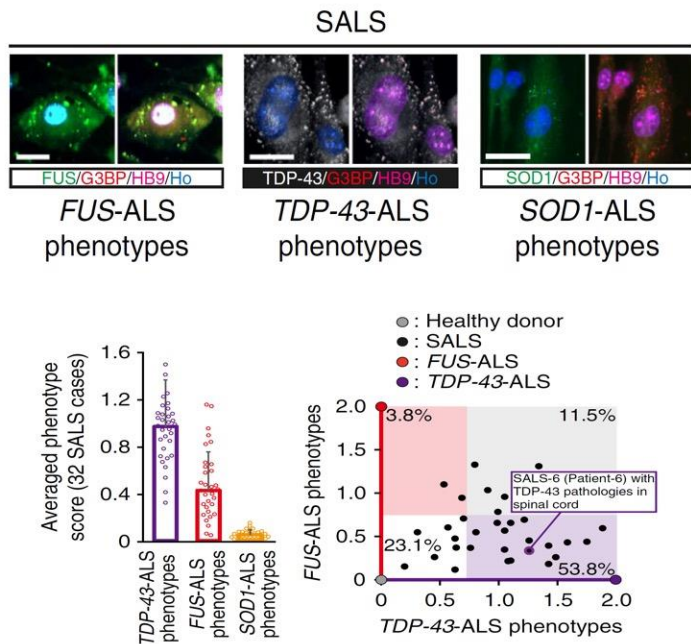 SALS
FUS/G3BP/HB9/Ho
TDP-43/G3BP/HB9/Ho
SOD1/G3BP/HB9/Ho
FUS-ALS
phenotypes
TDP-43-ALS
phenotypes
SOD1-ALS
phenotypes
Averaged phenotype
score (32 SALS cases)
1.6
1.2
0.8
0.4
0
TDP-43-ALS
phenotypes
FUS-ALS
phenotypes
SOD1-ALS
phenotypes
: Healthy donor
: SALS
: FUS-ALS
: TDP-43-ALS
FUS-ALS phenotypes
2.0
1.5
1.0
0.5
0
3.8%
11.5%
SALS-6 (Patient-6) with
TDP-43 pathologies in
spinal cord
23.1%
53.8%
0.0
0.5
1.0
1.5
2.0
TDP-43-ALS phenotypes